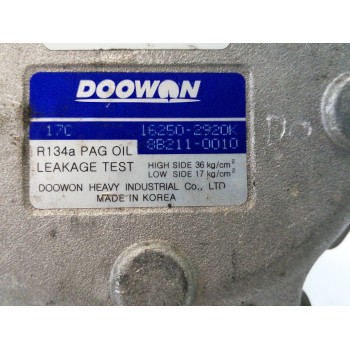 DOOWON
17C 16250-2920K
8B211-0010
R134a PAG OIL
LEAKAGE TEST HIGH SIDE 36 kg/cm²
LOW SIDE 17 kg/cm²
DOOWON HEAVY INDUSTRIAL Co., LTD
MADE IN KOREA
Do